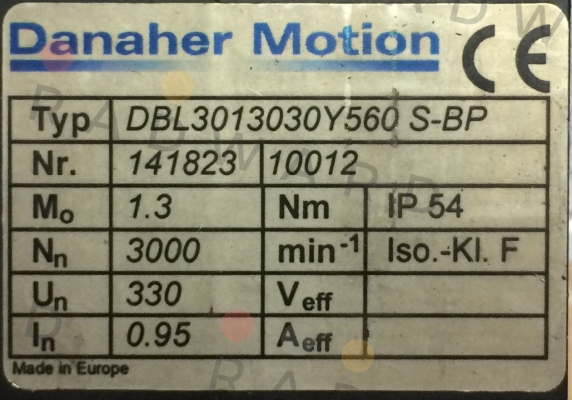 Danaher Motion CE
Typ DBL3013030Y560 S-BP
Nr. 141823 10012
Mo 1.3 Nm IP 54
Nn 3000 min-1 Iso.-Kl. F
Un 330 Veff
In 0.95 Aeff
Made in Europe